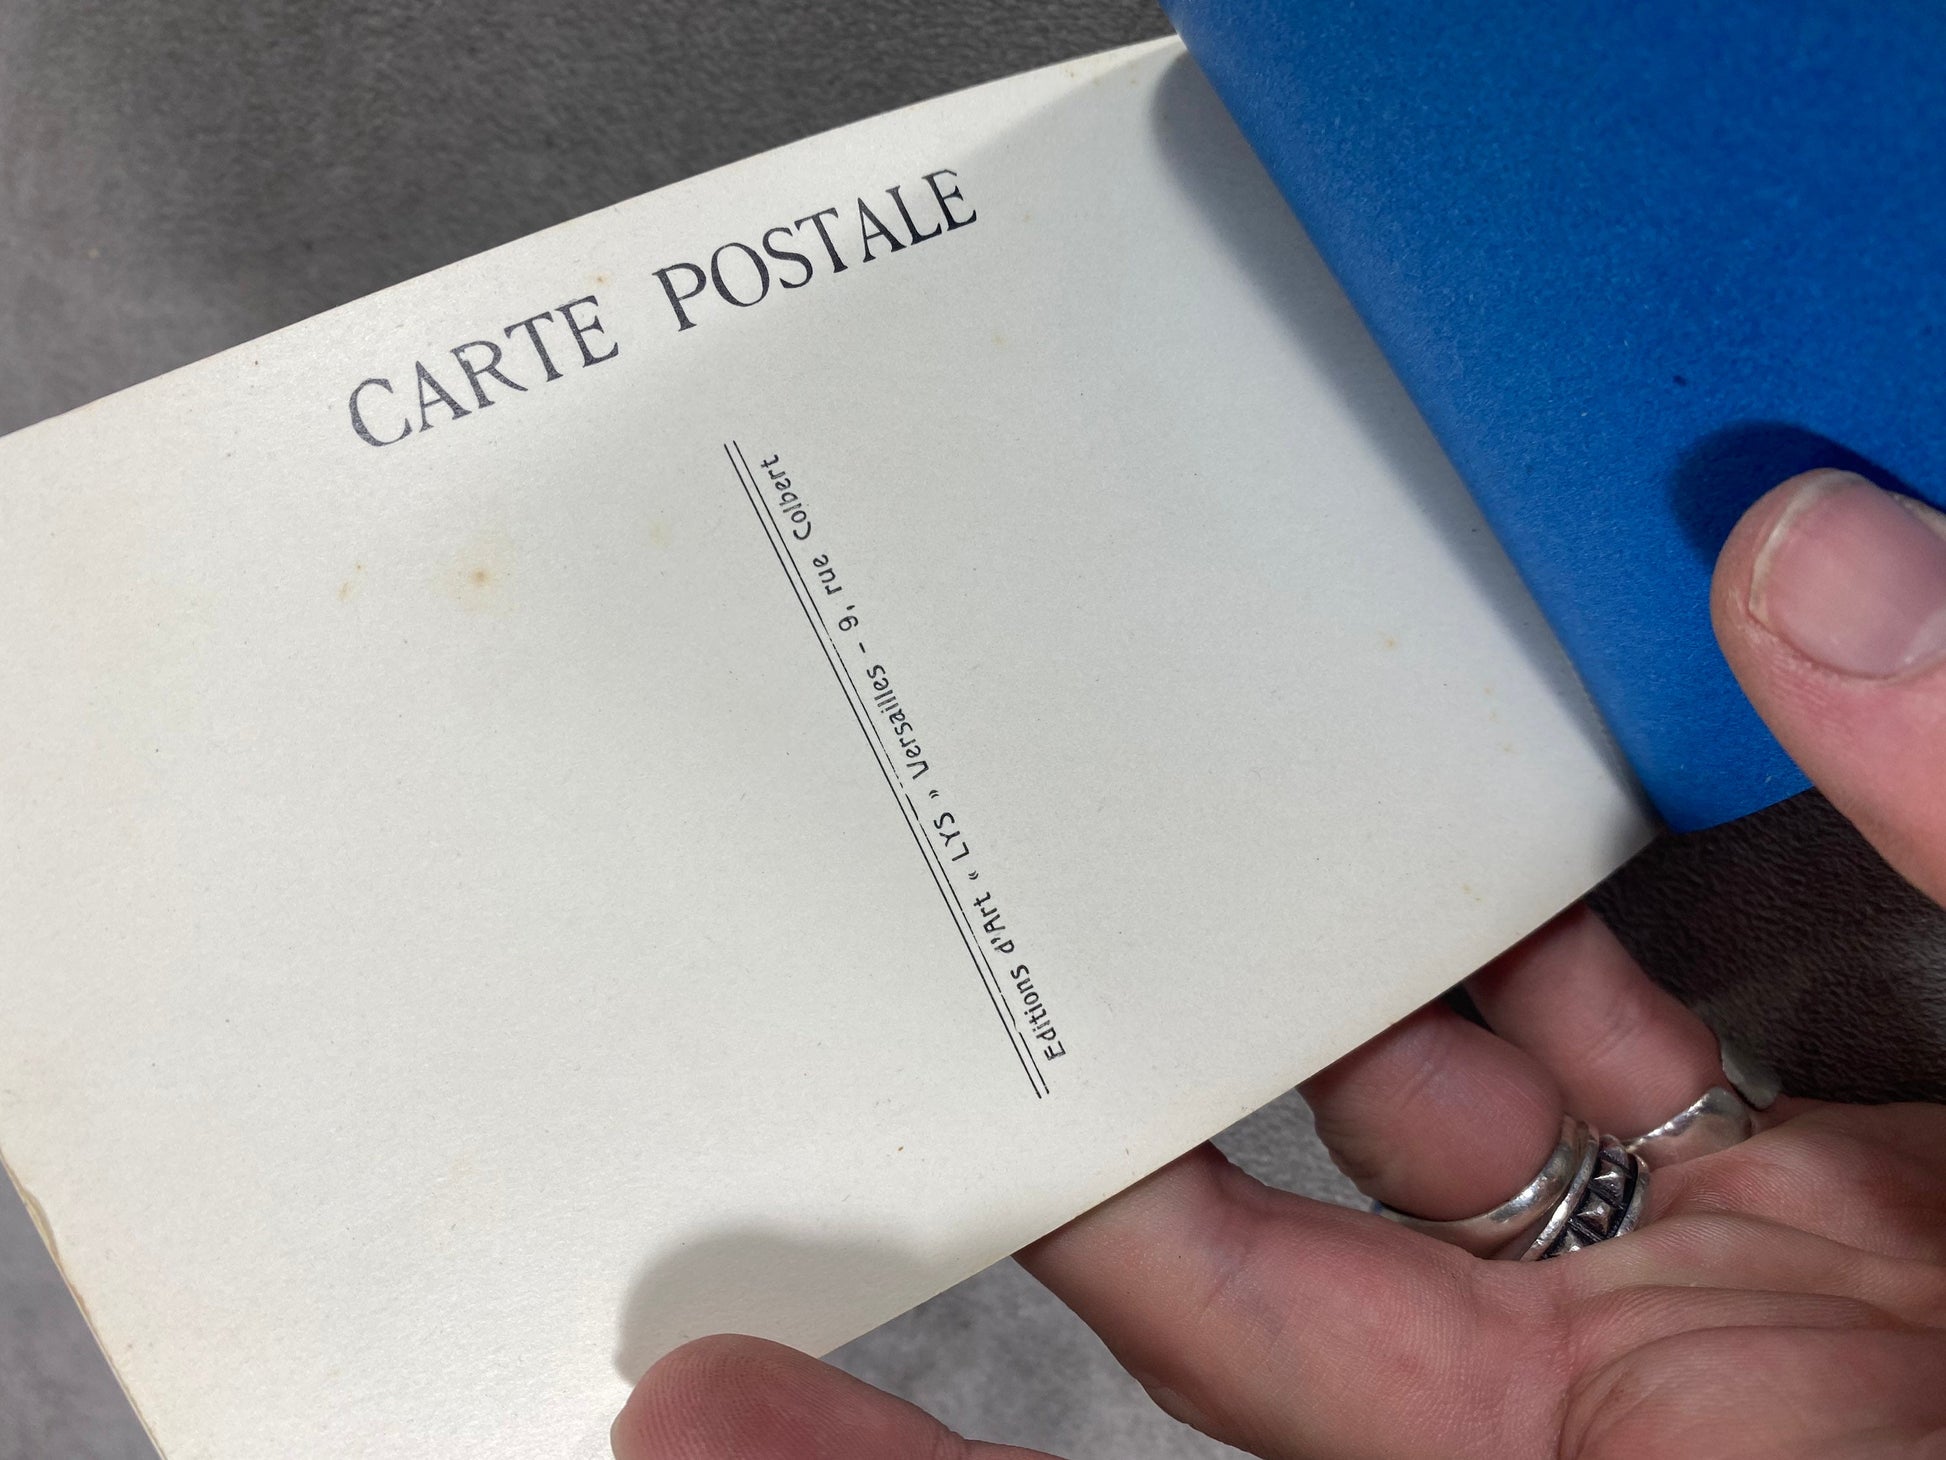 CARTE POSTALE
Editions d'Art « LYS » Versailles - 9, rue Colbert